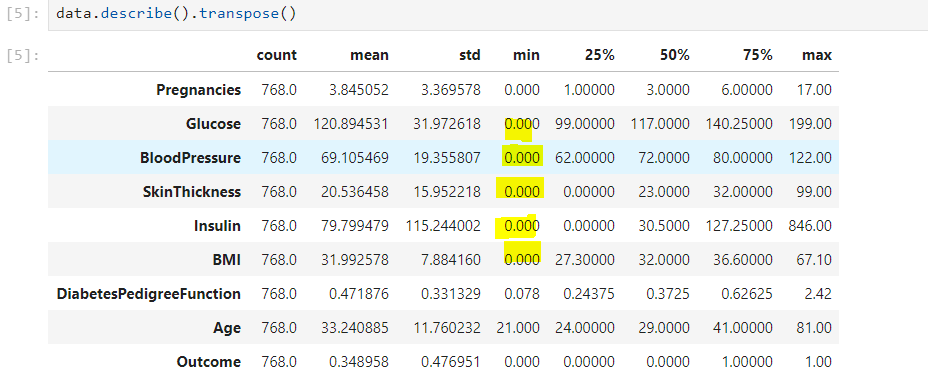 [5]: data.describe().transpose()
[5]:
count mean std min 25% 50% 75% max
Pregnancies 768.0 3.845052 3.369578 0.000 1.00000 3.0000 6.00000 17.00
Glucose 768.0 120.894531 31.972618 0.000 99.00000 117.0000 140.25000 199.00
BloodPressure 768.0 69.105469 19.355807 0.000 62.00000 72.0000 80.00000 122.00
SkinThickness 768.0 20.536458 15.952218 0.000 0.00000 23.0000 32.00000 99.00
Insulin 768.0 79.799479 115.244002 0.000 0.00000 30.5000 127.25000 846.00
BMI 768.0 31.992578 7.884160 0.000 27.30000 32.0000 36.60000 67.10
DiabetesPedigreeFunction 768.0 0.471876 0.331329 0.078 0.24375 0.3725 0.62625 2.42
Age 768.0 33.240885 11.760232 21.000 24.00000 29.0000 41.00000 81.00
Outcome 768.0 0.348958 0.476951 0.000 0.00000 0.0000 1.00000 1.00